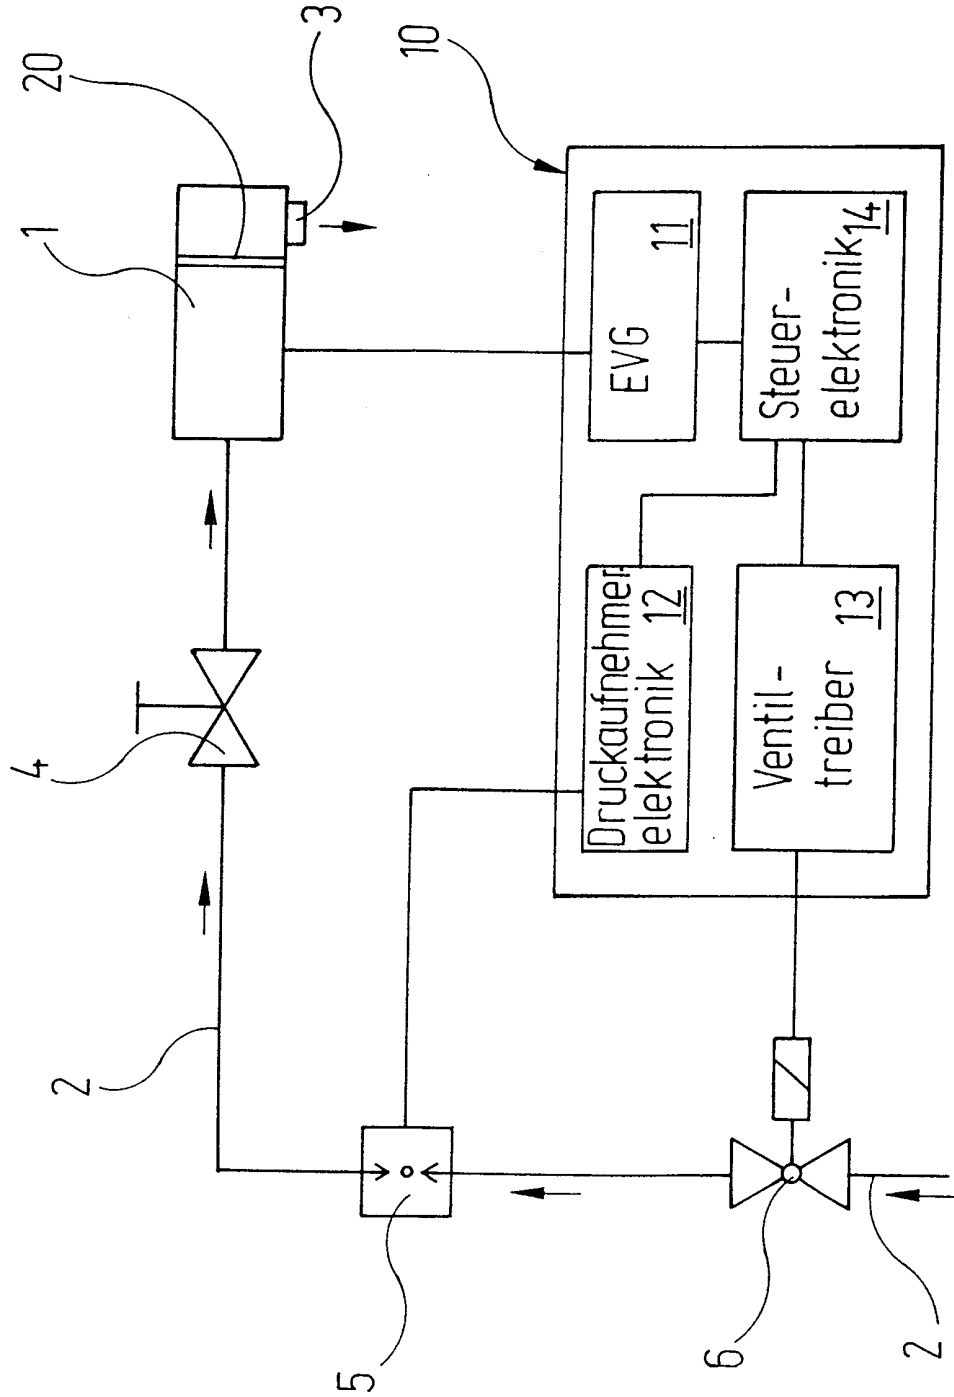 1
20
3
4
2
10
5
EVG
11
Steuer-
elektronik
14
Druckaufnehmer-
elektronik
12
Ventil-
treiber
13
6
2